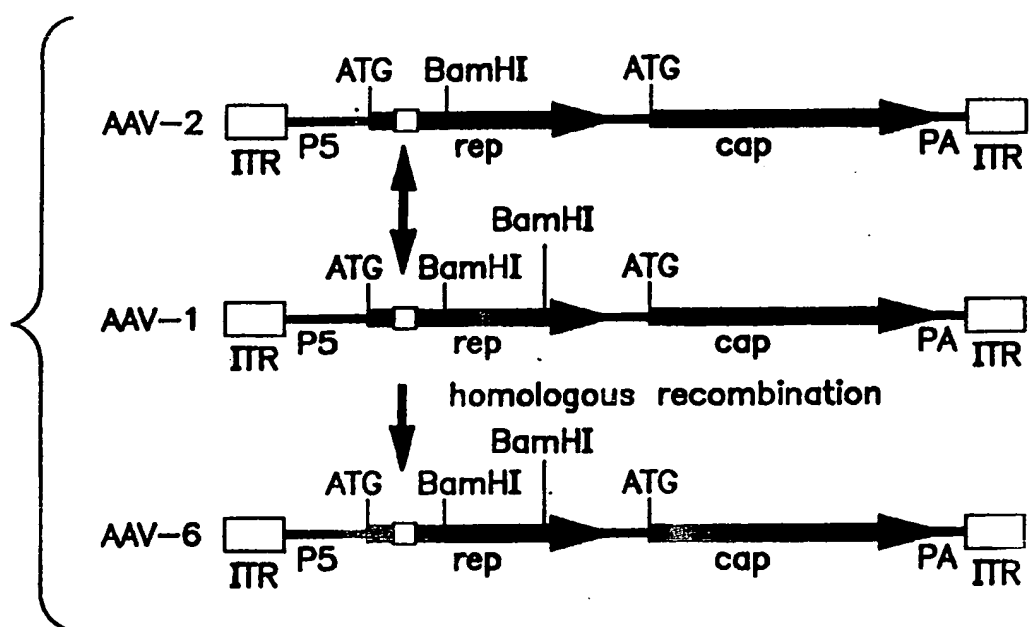 ATG BamHI ATG
AAV-2
ITR P5 rep cap PA ITR
BamHI
ATG BamHI ATG
AAV-1
ITR P5 rep cap PA ITR
homologous recombination
BamHI
ATG BamHI ATG
AAV-6
ITR P5 rep cap PA ITR